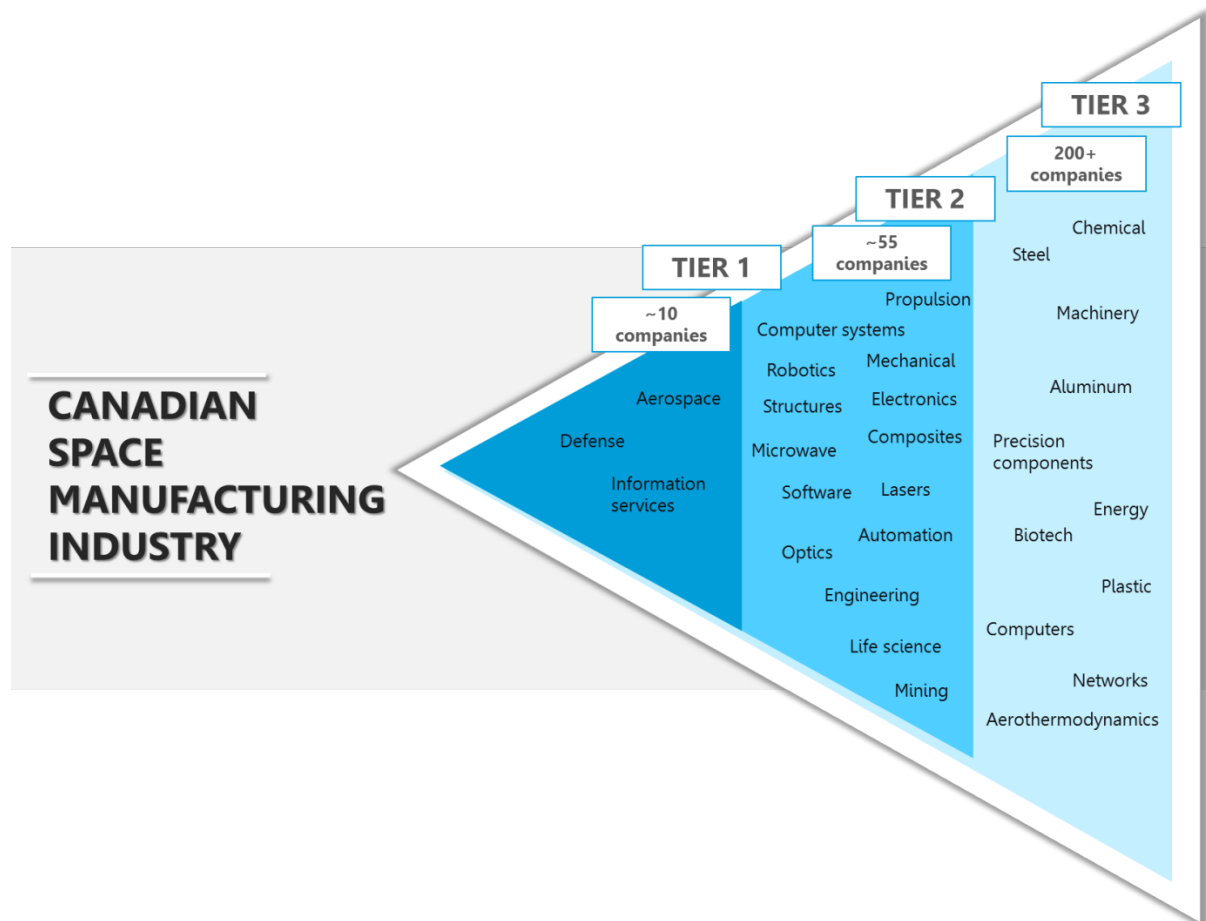 CANADIAN
SPACE
MANUFACTURING
INDUSTRY
TIER 1
~10
companies
Aerospace
Defense
Information
services
TIER 2
~55
companies
Propulsion
Computer systems
Mechanical
Robotics
Electronics
Structures
Composites
Microwave
Lasers
Software
Automation
Optics
Engineering
Life science
Mining
TIER 3
200+
companies
Chemical
Steel
Machinery
Aluminum
Precision
components
Energy
Biotech
Plastic
Computers
Networks
Aerothermodynamics